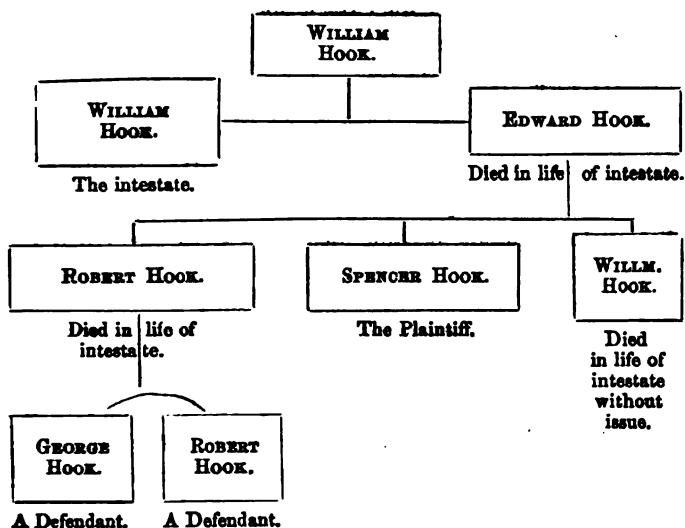 WILLIAM
HOOK.
WILLIAM
HOOK.
EDWARD HOOK.
The intestate.
Died in life of intestate.
ROBERT HOOK.
SPENCER HOOK.
WILLM.
HOOK.
Died in life of
intestate.
The Plaintiff.
Died
in life of
intestate
without
issue.
GEORGE
HOOK.
ROBERT
HOOK.
A Defendant.
A Defendant.